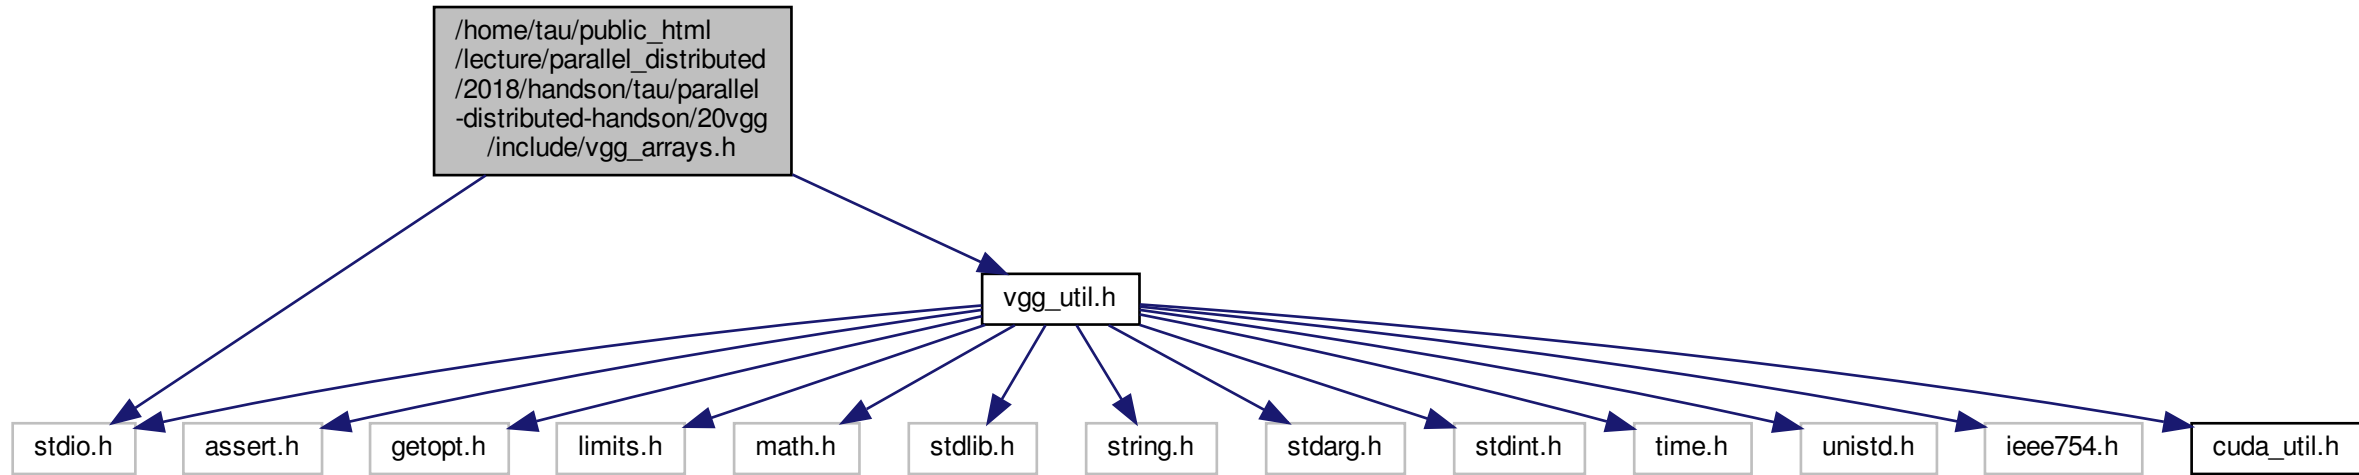 /home/tau/public_html
/lecture/parallel_distributed
/2018/handson/tau/parallel
-distributed-handson/20vgg
/include/vgg_arrays.h
vgg_util.h
stdio.h
assert.h
getopt.h
limits.h
math.h
stdlib.h
string.h
stdarg.h
stdint.h
time.h
unistd.h
ieee754.h
cuda_util.h